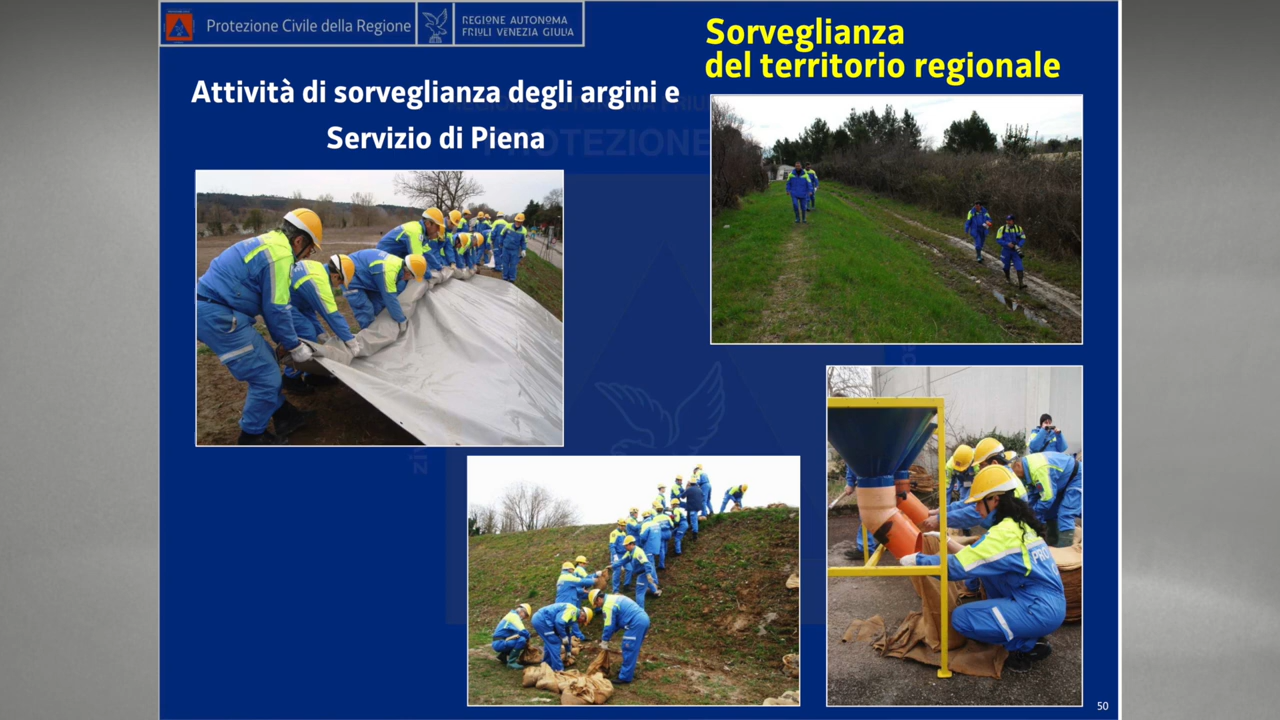 Protezione Civile della Regione
REGIONE AUTONOMA
FRIULI VENEZIA GIULIA
Sorveglianza
del territorio regionale
Attività di sorveglianza degli argini e
Servizio di Piena
PROTEZIONE
50